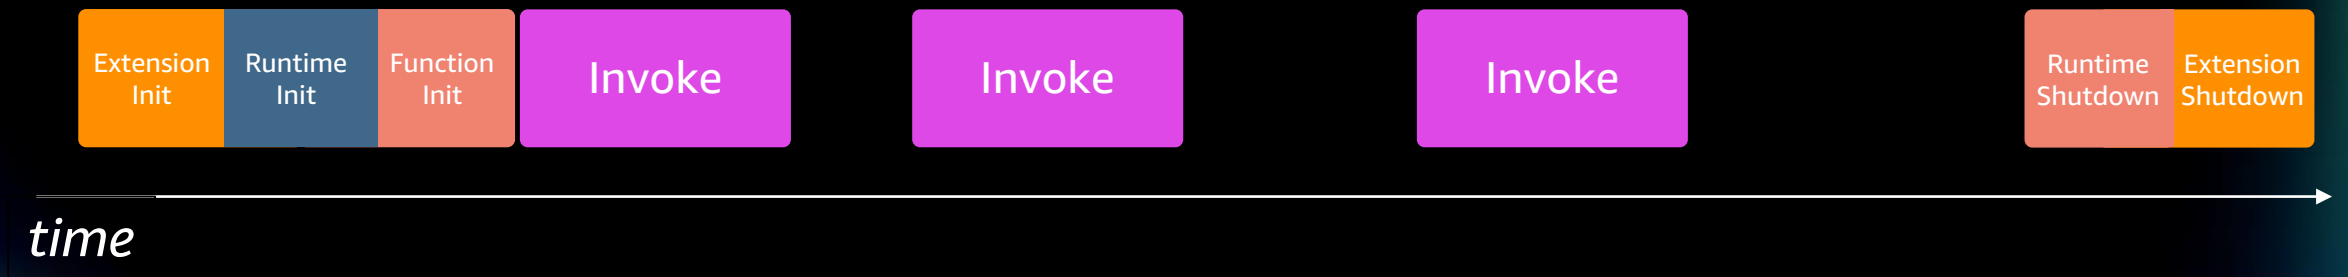 Extension
Init
Runtime
Init
Function
Init
Invoke
Invoke
Invoke
Runtime
Shutdown
Extension
Shutdown
time